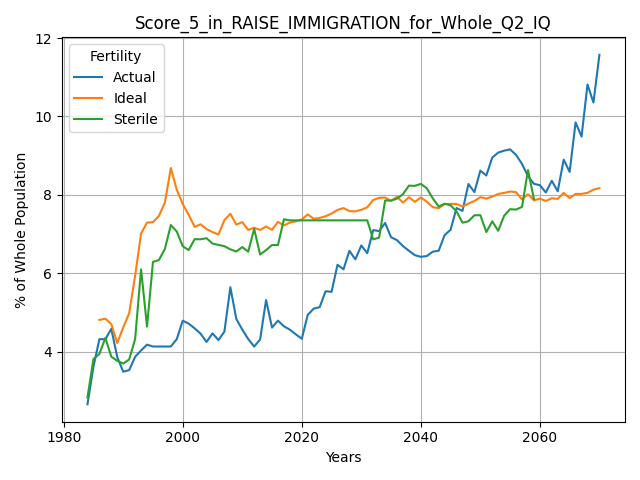 Score_5_in_RAISE_IMMIGRATION_for_Whole_Q2_IQ
Fertility
Actual
Ideal
Sterile
% of Whole Population
12
10
8
6
4
1980
2000
2020
2040
2060
Years